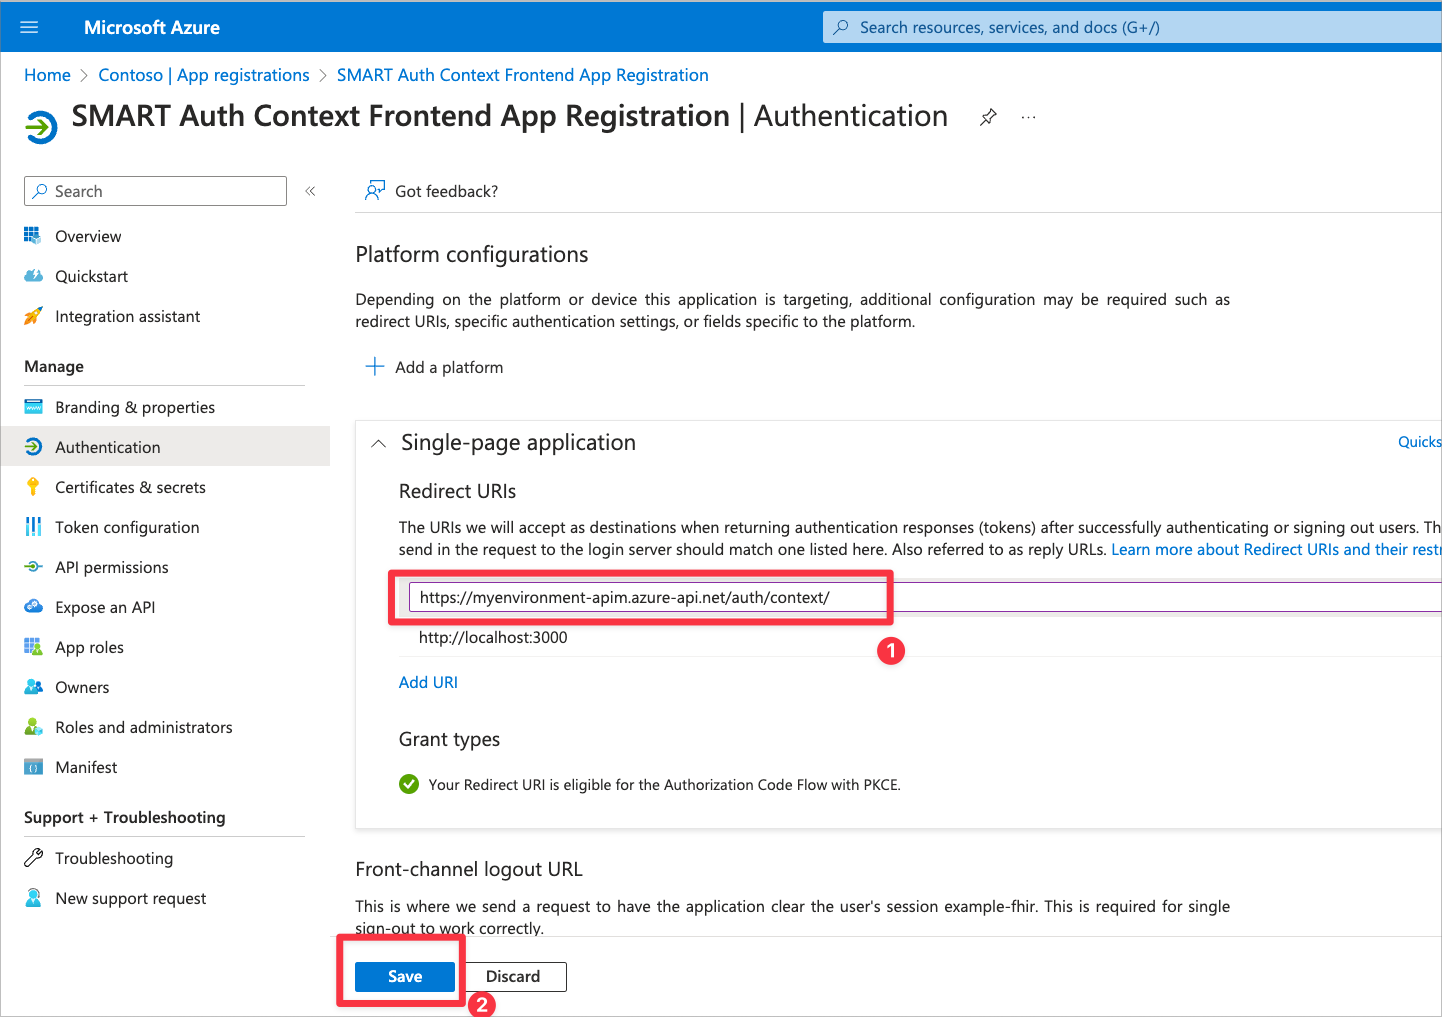 Microsoft Azure
Search resources, services, and docs (G+/)
Home > Contoso | App registrations > SMART Auth Context Frontend App Registration
SMART Auth Context Frontend App Registration | Authentication
Search
Got feedback?
Overview
Quickstart
Integration assistant
Manage
Branding & properties
Authentication
Certificates & secrets
Token configuration
API permissions
Expose an API
App roles
Owners
Roles and administrators
Manifest
Support + Troubleshooting
Troubleshooting
New support request
Platform configurations
Depending on the platform or device this application is targeting, additional configuration may be required such as
redirect URIs, specific authentication settings, or fields specific to the platform.
Add a platform
Single-page application
Quicks
Redirect URIs
The URIs we will accept as destinations when returning authentication responses (tokens) after successfully authenticating or signing out users. Th
send in the request to the login server should match one listed here. Also referred to as reply URLs. Learn more about Redirect URIs and their restr
https://myenvironment-apim.azure-api.net/auth/context/
http://localhost:3000
1
Add URI
Grant types
Your Redirect URI is eligible for the Authorization Code Flow with PKCE.
Front-channel logout URL
This is where we send a request to have the application clear the user's session example-fhir. This is required for single
sign-out to work correctly.
Save
Discard
2